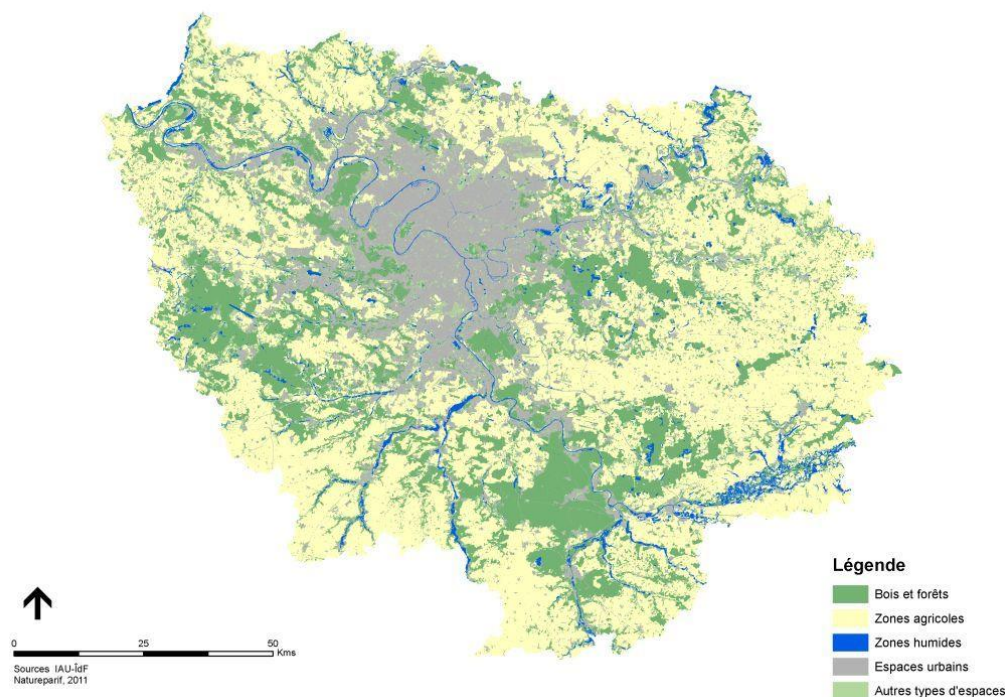 Légende
Bois et forêts
Zones agricoles
Zones humides
Espaces urbains
Autres types d'espaces
0 25 50
Kms
Sources IAU-ÎdF
Natureparif, 2011